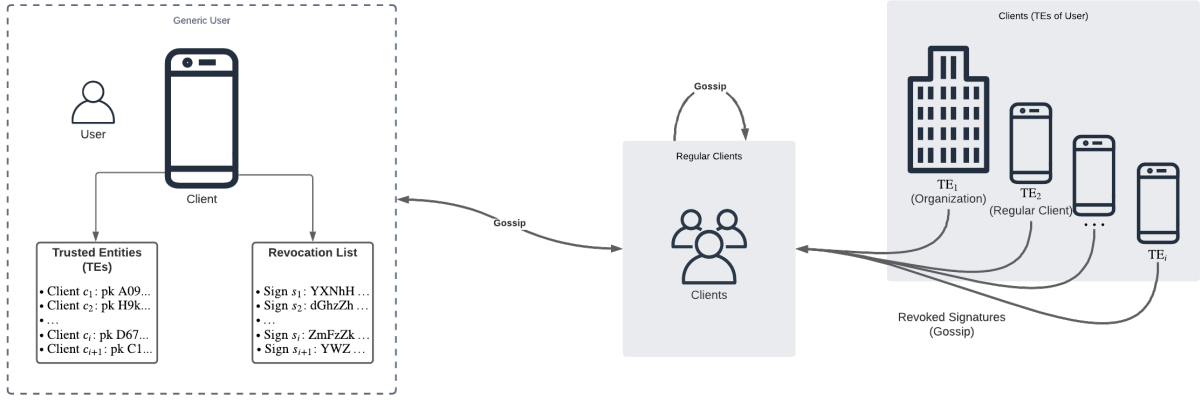 Generic User
User
Client
Trusted Entities
(TEs)
• Client c₁: pk A09...
• Client c₂: pk H9k...
• ...
• Client cᵢ: pk D67...
• Client cᵢ₊₁: pk C1...
Revocation List
• Sign s₁: YXNhH ...
• Sign s₂: dGhzZh ...
• ...
• Sign sᵢ: ZmFzZk ...
• Sign sᵢ₊₁: YWZ ...
Gossip
Gossip
Regular Clients
Clients
Clients (TEs of User)
TE₁
(Organization)
TE₂
(Regular Client)
...
TEᵢ
Revoked Signatures
(Gossip)